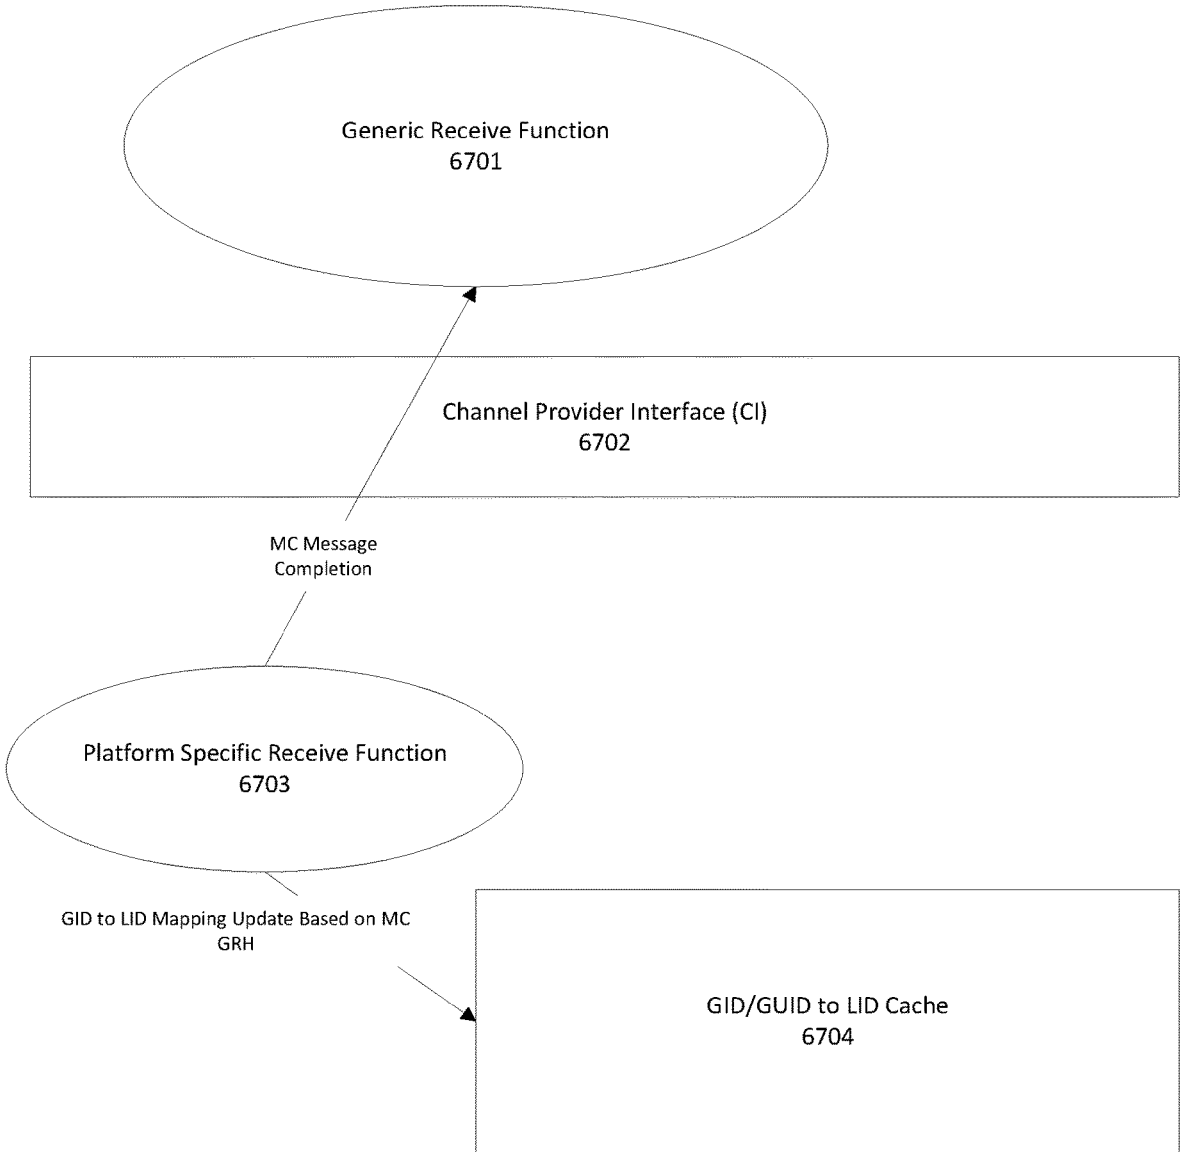 Generic Receive Function
6701
Channel Provider Interface (CI)
6702
MC Message
Completion
Platform Specific Receive Function
6703
GID to LID Mapping Update Based on MC
GRH
GID/GUID to LID Cache
6704